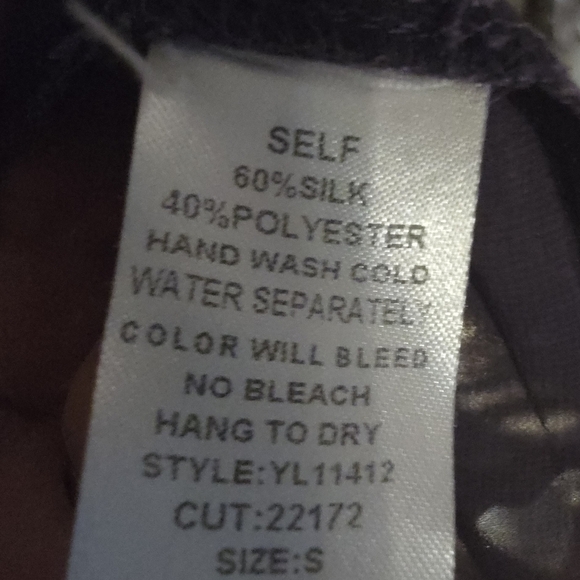 SELF
60%SILK
40%POLYESTER
HAND WASH COLD
WATER SEPARATELY
COLOR WILL BLEED
NO BLEACH
HANG TO DRY
STYLE:YL11412
CUT:22172
SIZE:S